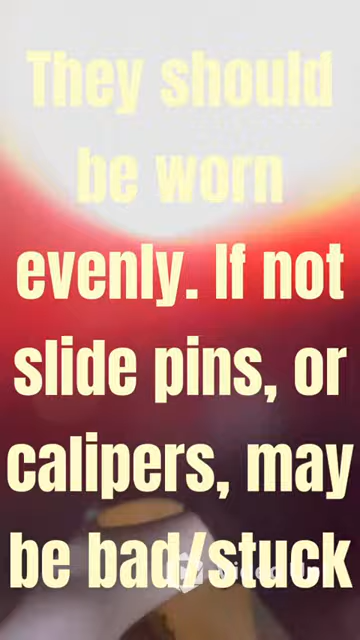 They should
be worn
evenly. If not
slide pins, or
calipers, may
be bad/stuck